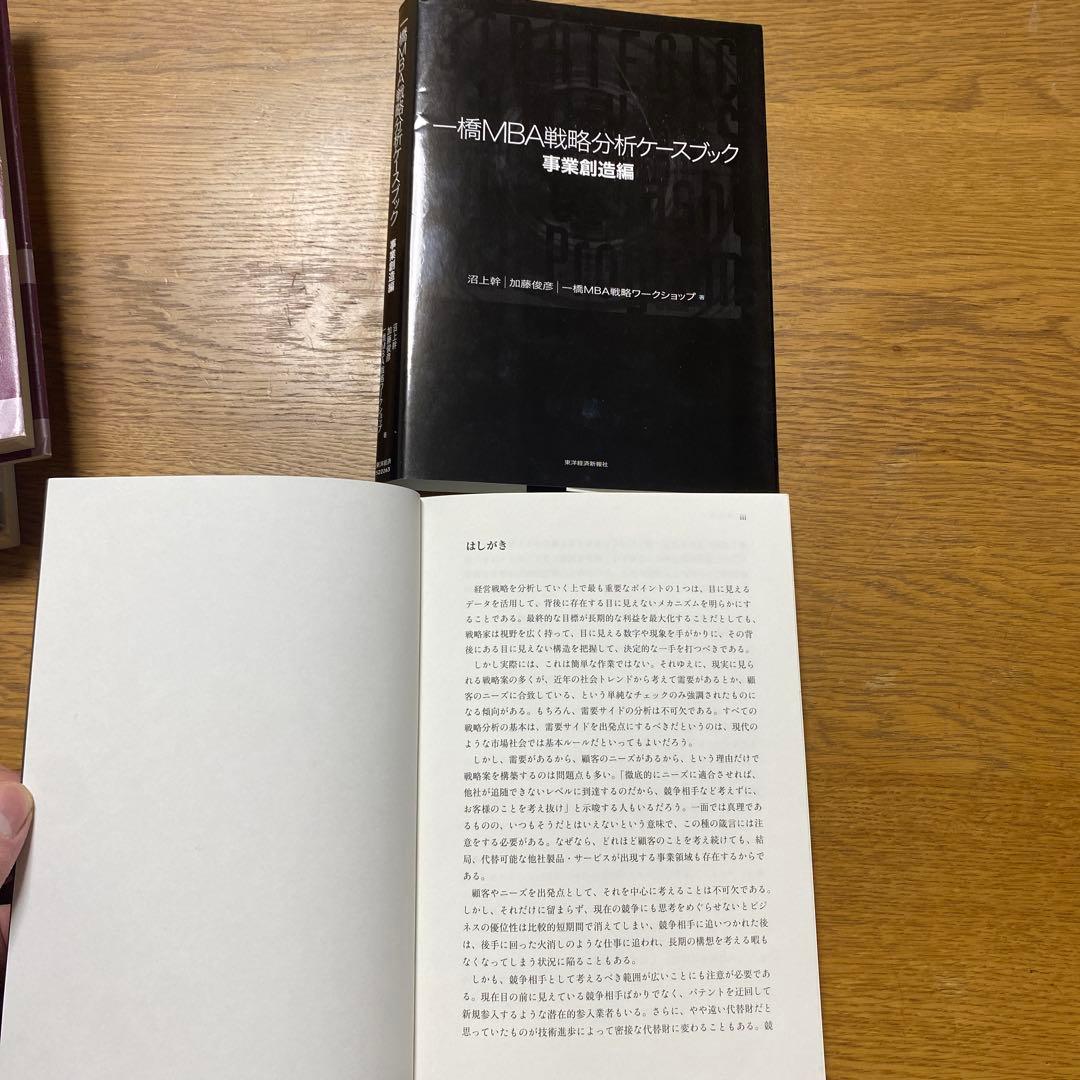 一橋MBA戦略分析ケースブック
事業創造編
沼上幹|加藤俊彦|一橋MBA戦略ワークショップ 著
東洋経済新報社
一橋MBA戦略分析ケースブック 事業創造編
沼上幹
加藤俊彦
一橋MBA戦略ワークショップ 著
東洋経済
iii
はしがき
経営戦略を分析していく上で最も重要なポイントの1つは、目に見える
データを活用して、背後に存在する目に見えないメカニズムを明らかにす
ることである。最終的な目標が長期的な利益を最大化することだとしても、
戦略家は視野を広く持って、目に見える数字や現象を手がかりに、その背
後にある目に見えない構造を把握して、決定的な一手を打つべきである。
しかし実際には、これは簡単な作業ではない。それゆえに、現実に見ら
れる戦略案の多くが、近年の社会トレンドから考えて需要があるとか、顧
客のニーズに合致している、という単純なチェックのみ強調されたものに
なる傾向がある。もちろん、需要サイドの分析は不可欠である。すべての
戦略分析の基本は、需要サイドを出発点にするべきだというのは、現代の
ような市場社会では基本ルールだといってもよいだろう。
しかし、需要があるから、顧客のニーズがあるから、という理由だけで
戦略案を構築するのは問題点も多い。「徹底的にニーズに適合させれば、
他社が追随できないレベルに到達するのだから、競争相手など考えずに、
お客様のことを考え抜け」と示唆する人もいるだろう。一面では真理であ
るものの、いつもそうだとはいえないという意味で、この種の箴言には注
意をする必要がある。なぜなら、どれほど顧客のことを考え続けても、結
局、代替可能な他社製品・サービスが出現する事業領域も存在するからで
ある。
顧客やニーズを出発点として、それを中心に考えることは不可欠である。
しかし、それだけに留まらず、現在の競争にも思考をめぐらせないとビジ
ネスの優位性は比較的短期間で消えてしまい、競争相手に追いつかれた後
は、後手に回った火消しのような仕事に追われ、長期の構想を考える暇も
なくなってしまう状況に陥ることもある。
しかも、競争相手として考えるべき範囲が広いことにも注意が必要であ
る。現在目の前に見えている競争相手ばかりでなく、パテントを迂回して
新規参入するような潜在的参入業者もいる。さらに、やや遠い代替財だと
思っていたものが技術進歩によって密接な代替財に変わることもある。競